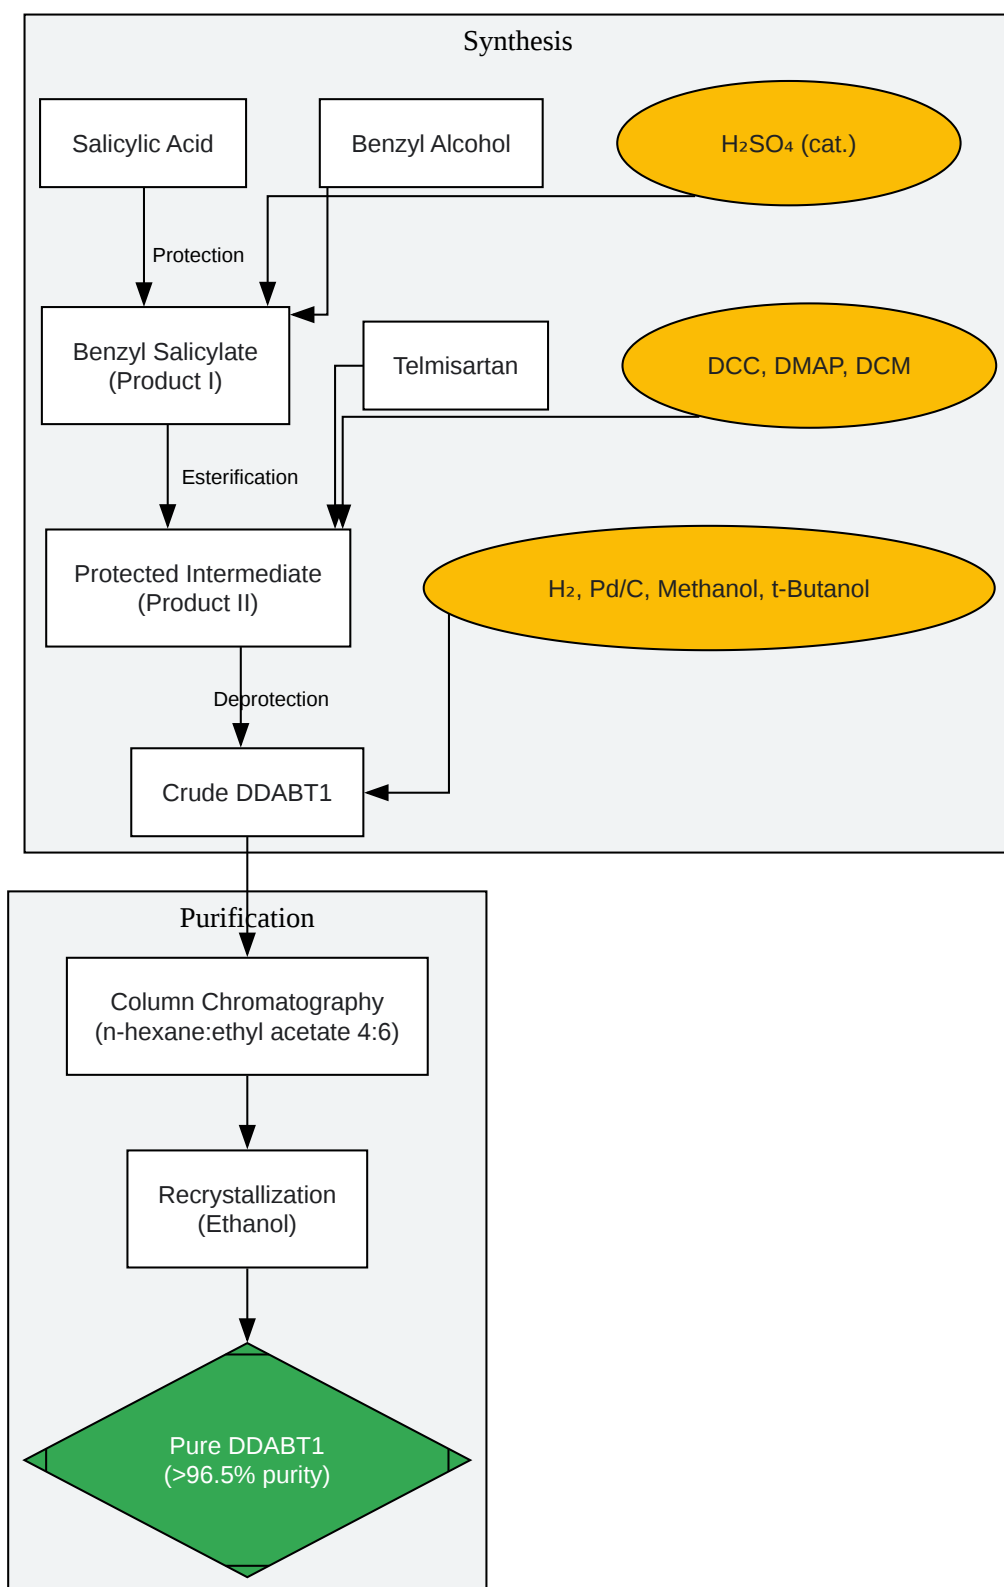 Synthesis
Salicylic Acid
Benzyl Alcohol
H₂SO₄ (cat.)
Protection
Benzyl Salicylate
(Product I)
Telmisartan
DCC, DMAP, DCM
Esterification
Protected Intermediate
(Product II)
H₂, Pd/C, Methanol, t-Butanol
Deprotection
Crude DDABT1
Purification
Column Chromatography
(n-hexane:ethyl acetate 4:6)
Recrystallization
(Ethanol)
Pure DDABT1
(>96.5% purity)